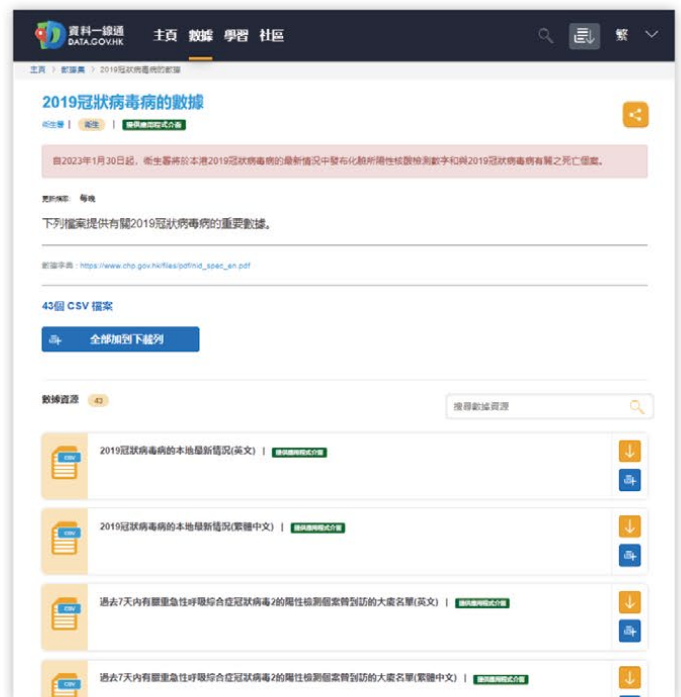 資料一線通
DATA.GOV.HK
主頁 數據 學習 社區
繁
主頁 > 數據集 > 2019冠狀病毒病的數據
2019冠狀病毒病的數據
衞生署 | 衞生 | 提供應用程式介面
自2023年1月30日起，衞生署將於本港2019冠狀病毒病的最新情況中發布化驗所陽性核酸檢測數字和與2019冠狀病毒病有關之死亡個案。
更新頻率: 每晚
下列檔案提供有關2019冠狀病毒病的重要數據。
數據字典 : https://www.chp.gov.hk/files/pdf/nid_spec_en.pdf
43個 CSV 檔案
全部加到下載列
數據資源 43
搜尋數據資源
CSV
2019冠狀病毒病的本地最新情況(英文) | 提供應用程式介面
CSV
2019冠狀病毒病的本地最新情況(繁體中文) | 提供應用程式介面
CSV
過去7天內有嚴重急性呼吸綜合症冠狀病毒2的陽性檢測個案曾到訪的大廈名單(英文) | 提供應用程式介面
CSV
過去7天內有嚴重急性呼吸綜合症冠狀病毒2的陽性檢測個案曾到訪的大廈名單(繁體中文) | 提供應用程式介面